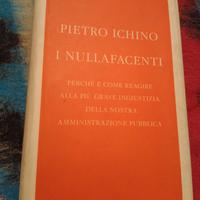 PIETRO ICHINO
I NULLAFACENTI
PERCHÉ E COME REAGIRE
ALLA PIÙ GRAVE INGIUSTIZIA
DELLA NOSTRA
AMMINISTRAZIONE PUBBLICA